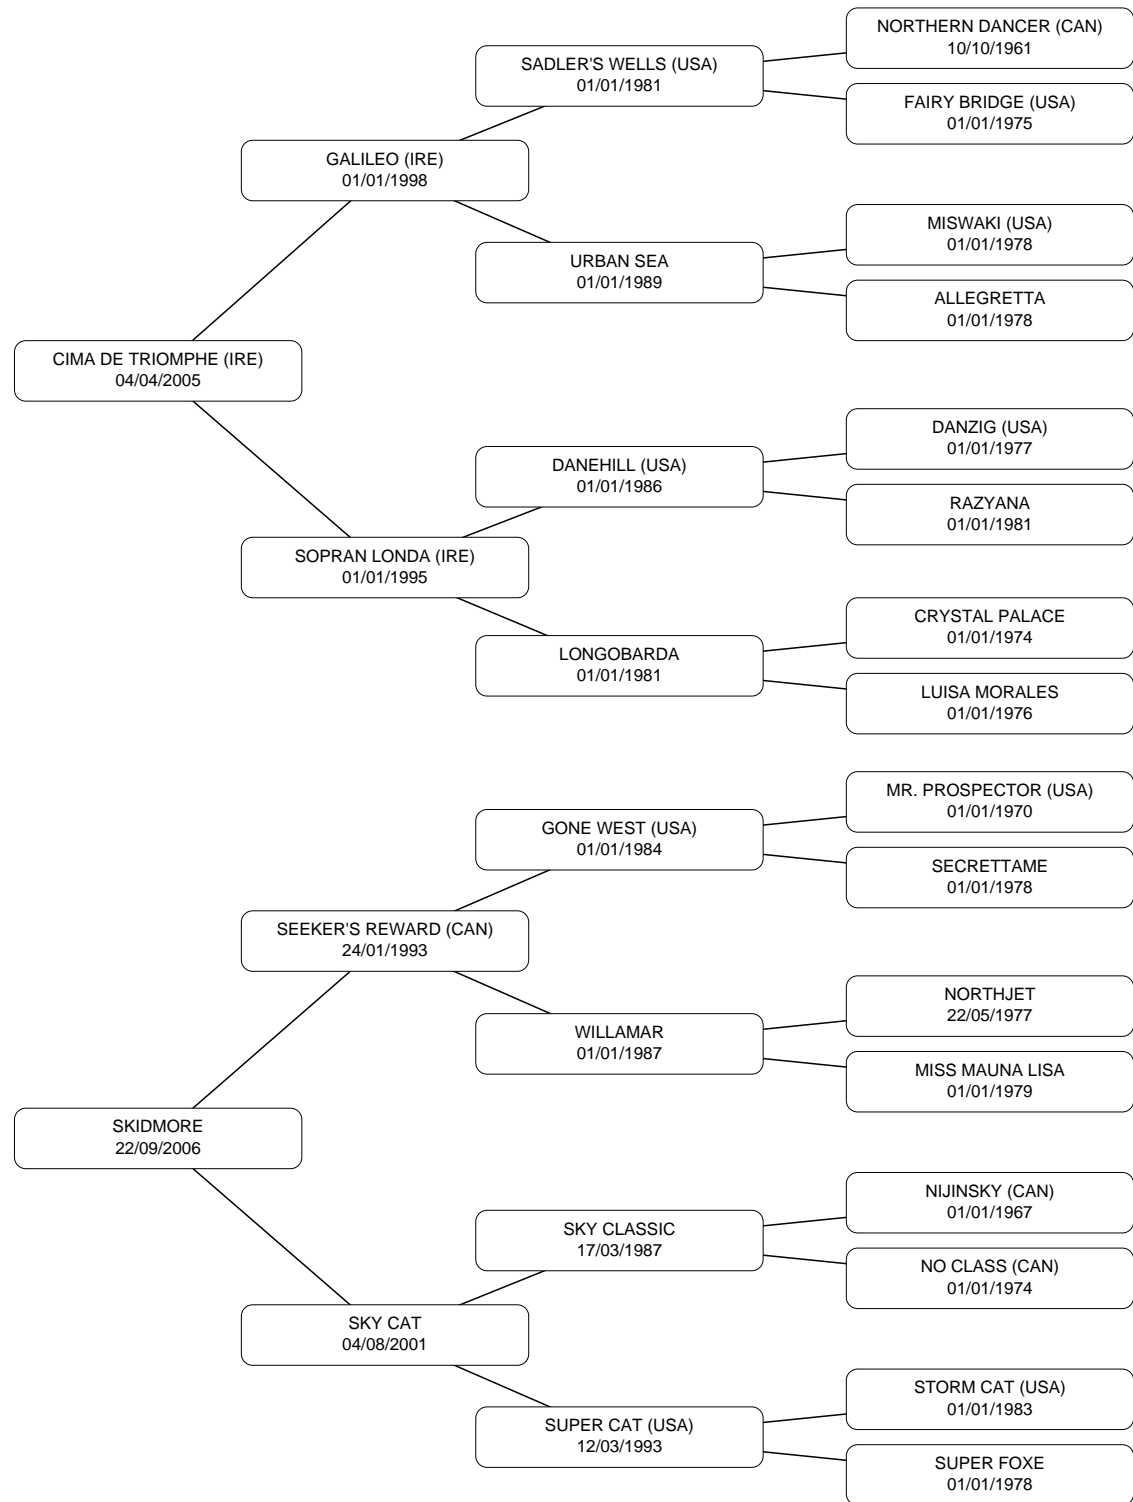 NORTHERN DANCER (CAN)
10/10/1961
SADLER'S WELLS (USA)
01/01/1981
FAIRY BRIDGE (USA)
01/01/1975
GALILEO (IRE)
01/01/1998
MISWAKI (USA)
01/01/1978
URBAN SEA
01/01/1989
ALLEGRETTA
01/01/1978
CIMA DE TRIOMPHE (IRE)
04/04/2005
DANZIG (USA)
01/01/1977
DANEHILL (USA)
01/01/1986
RAZYANA
01/01/1981
SOPRAN LONDA (IRE)
01/01/1995
CRYSTAL PALACE
01/01/1974
LONGOBARDA
01/01/1981
LUISA MORALES
01/01/1976
MR. PROSPECTOR (USA)
01/01/1970
GONE WEST (USA)
01/01/1984
SECRETTAME
01/01/1978
SEEKER'S REWARD (CAN)
24/01/1993
NORTHJET
22/05/1977
WILLAMAR
01/01/1987
MISS MAUNA LISA
01/01/1979
SKIDMORE
22/09/2006
NIJINSKY (CAN)
01/01/1967
SKY CLASSIC
17/03/1987
NO CLASS (CAN)
01/01/1974
SKY CAT
04/08/2001
STORM CAT (USA)
01/01/1983
SUPER CAT (USA)
12/03/1993
SUPER FOXE
01/01/1978